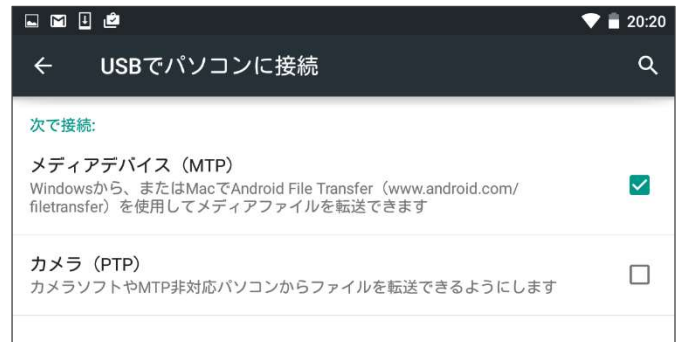 20:20
USBでパソコンに接続
次で接続:
メディアデバイス（MTP）
Windowsから、またはMacでAndroid File Transfer（www.android.com/
filetransfer）を使用してメディアファイルを転送できます
カメラ（PTP）
カメラソフトやMTP非対応パソコンからファイルを転送できるようにします